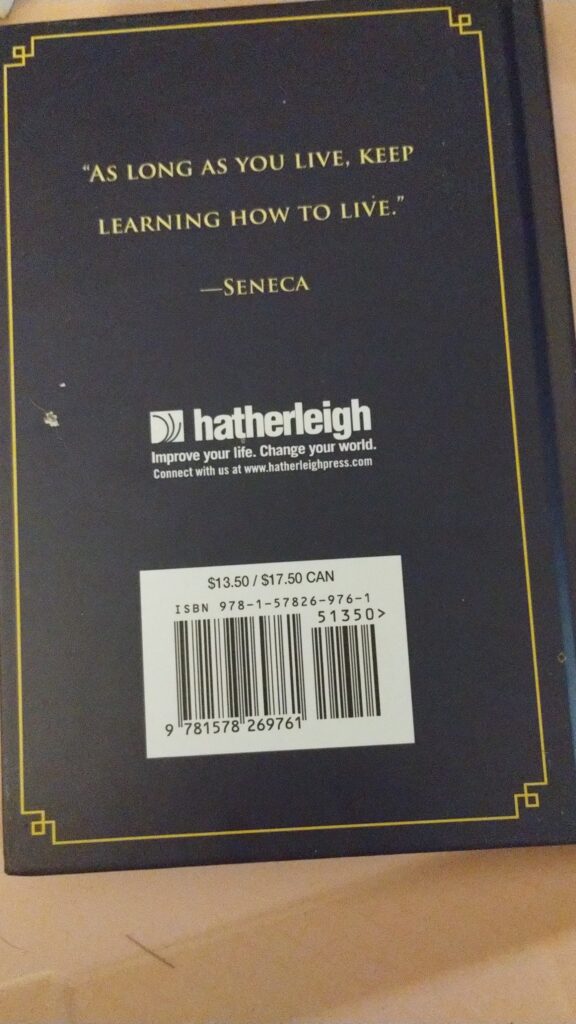 “AS LONG AS YOU LIVE, KEEP
LEARNING HOW TO LIVE.”
—SENECA
hatherleigh
Improve your life. Change your world.
Connect with us at www.hatherleighpress.com
$13.50 / $17.50 CAN
ISBN 978-1-57826-976-1
51350>
9 781578 269761